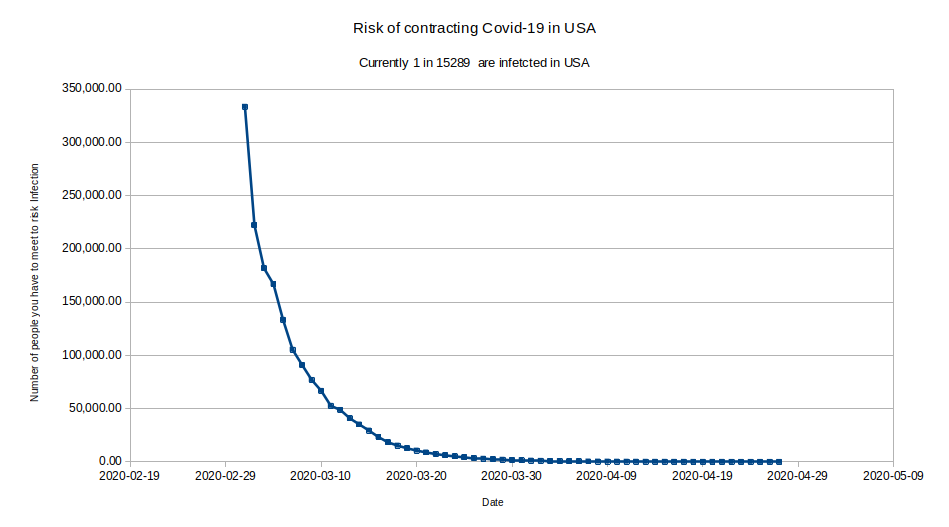 Risk of contracting Covid-19 in USA
Currently 1 in 15289 are infetcted in USA
Number of people you have to meet to risk Infection
350,000.00
300,000.00
250,000.00
200,000.00
150,000.00
100,000.00
50,000.00
0.00
2020-02-19 2020-02-29 2020-03-10 2020-03-20 2020-03-30 2020-04-09 2020-04-19 2020-04-29 2020-05-09
Date